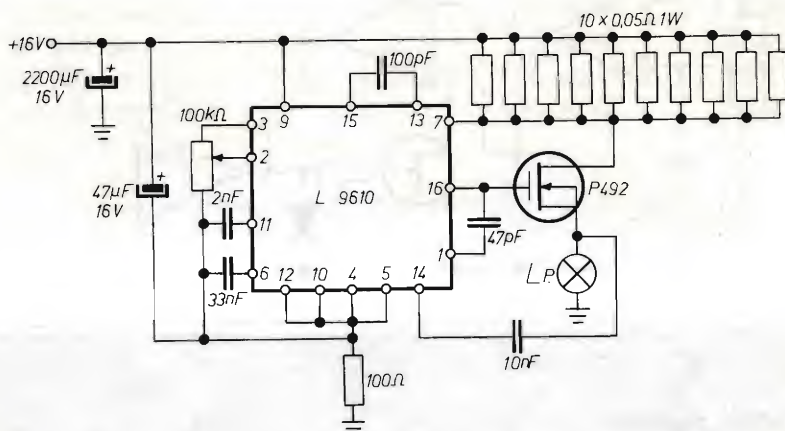 10 x 0,05Ω 1W
+16V
2200µF
16V
100pF
100kΩ
3
9
15
13
7
2
47µF
16V
2nF
L 9610
16
P492
11
47pF
1
6
33nF
12
10
4
5
14
LP.
10nF
100Ω